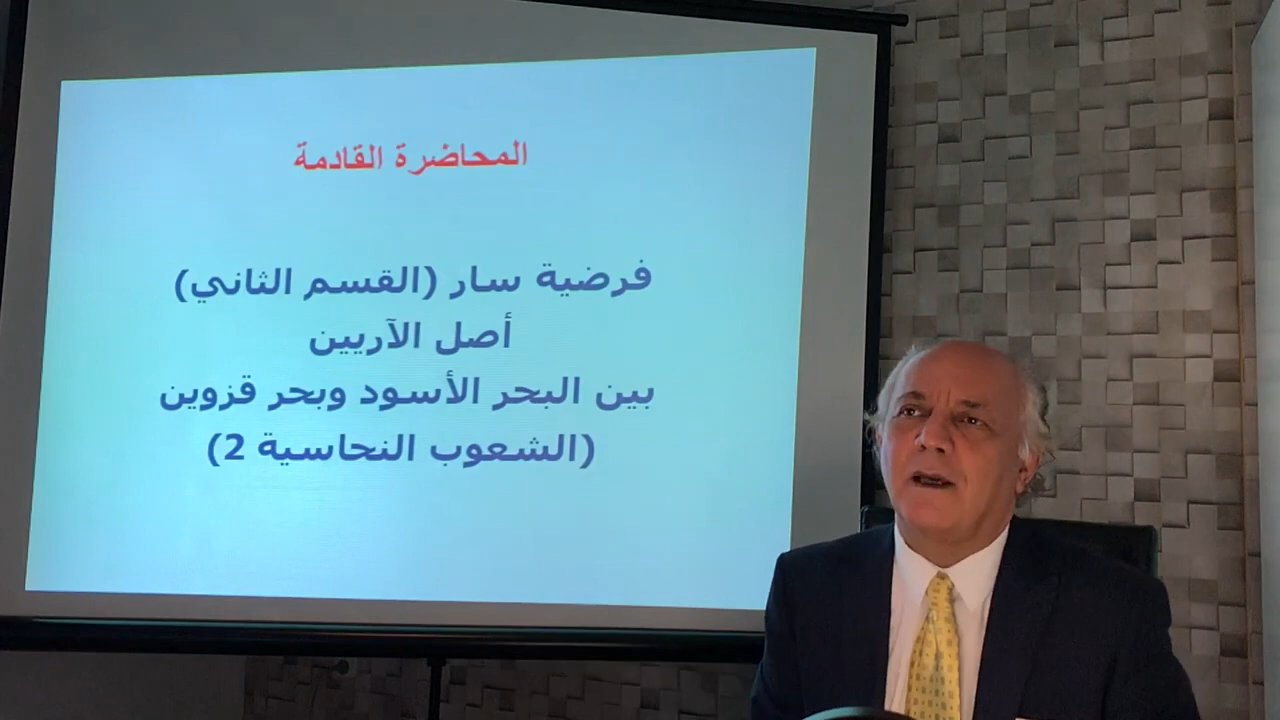 المحاضرة القادمة
فرضية سار (القسم الثاني)
أصل الآريين
بين البحر الأسود وبحر قزوين
(الشعوب النحاسية 2)